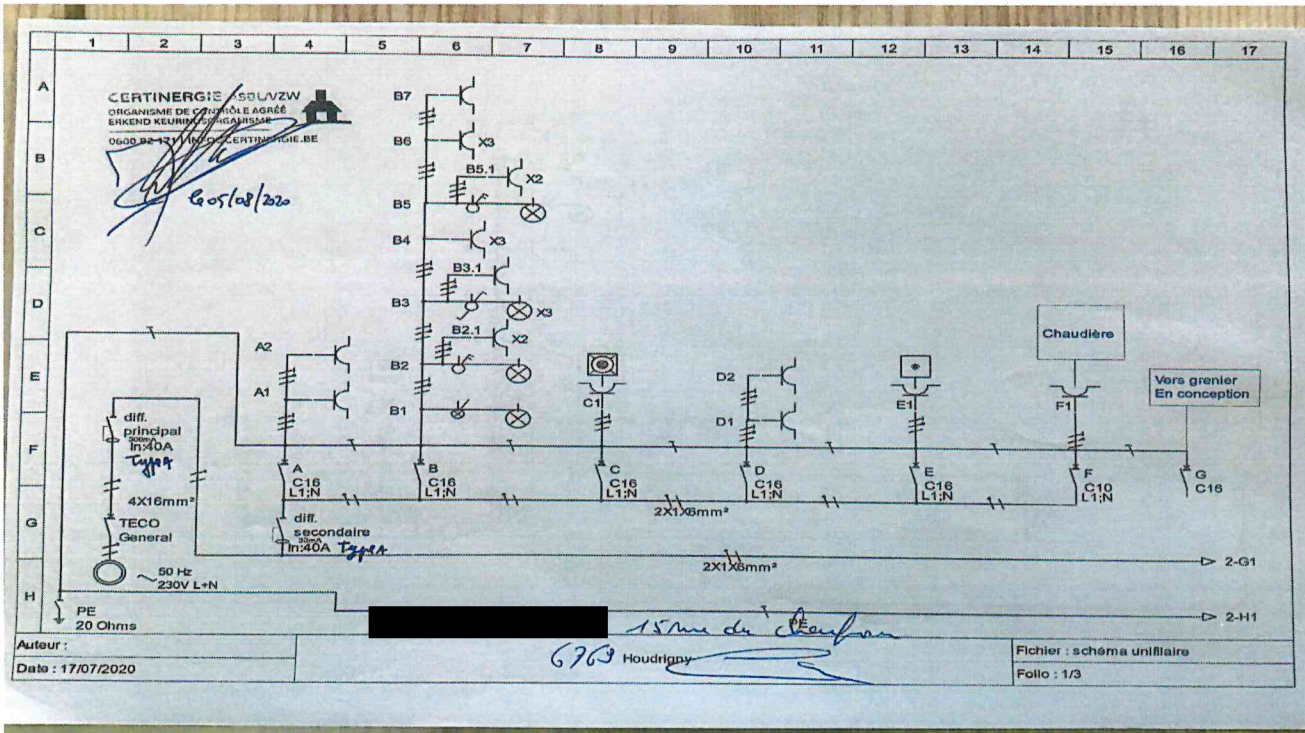 1 2 3 4 5 6 7 8 9 10 11 12 13 14 15 16 17
A
B
C
D
E
F
G
H
CERTINERGIE ASBL/VZW
ORGANISME DE CONTRÔLE AGRÉÉ
ERKEND KEURINGSORGANISME
INFO@CERTINERGIE.BE
le 05/08/2020
B7
B6 X3
B5.1 X2
B5
B4 X3
B3.1
B3 X3
B2.1 X2
B2
B1
A2
A1
C1
D2
D1
E1
Chaudière
F1
Vers grenier
En conception
diff.
principal
300mA
In:40A
Type A
4X16mm²
TECO
General
50 Hz
230V L+N
PE
20 Ohms
A
C16
L1;N
diff.
secondaire
30mA
In:40A Type A
B
C16
L1;N
C
C16
L1;N
D
C16
L1;N
E
C16
L1;N
F
C10
L1;N
G
C16
2X1X6mm²
2X1X6mm²
2-G1
PE
2-H1
15 rue du
6769 Houdrigny
Auteur :
Date : 17/07/2020
Fichier : schéma unifilaire
Folio : 1/3